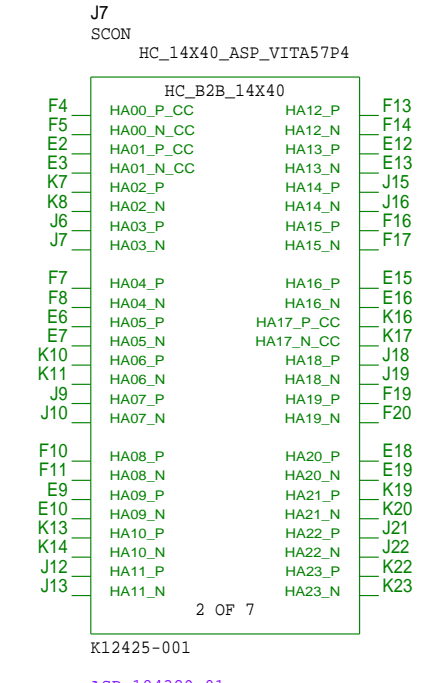 J7
SCON
HC_14X40_ASP_VITA57P4
HC_B2B_14X40
F4 HA00_P_CC HA12_P F13
F5 HA00_N_CC HA12_N F14
E2 HA01_P_CC HA13_P E12
E3 HA01_N_CC HA13_N E13
K7 HA02_P HA14_P J15
K8 HA02_N HA14_N J16
J6 HA03_P HA15_P F16
J7 HA03_N HA15_N F17
F7 HA04_P HA16_P E15
F8 HA04_N HA16_N E16
E6 HA05_P HA17_P_CC K16
E7 HA05_N HA17_N_CC K17
K10 HA06_P HA18_P J18
K11 HA06_N HA18_N J19
J9 HA07_P HA19_P F19
J10 HA07_N HA19_N F20
F10 HA08_P HA20_P E18
F11 HA08_N HA20_N E19
E9 HA09_P HA21_P K19
E10 HA09_N HA21_N K20
K13 HA10_P HA22_P J21
K14 HA10_N HA22_N J22
J12 HA11_P HA23_P K22
J13 HA11_N HA23_N K23
2 OF 7
K12425-001